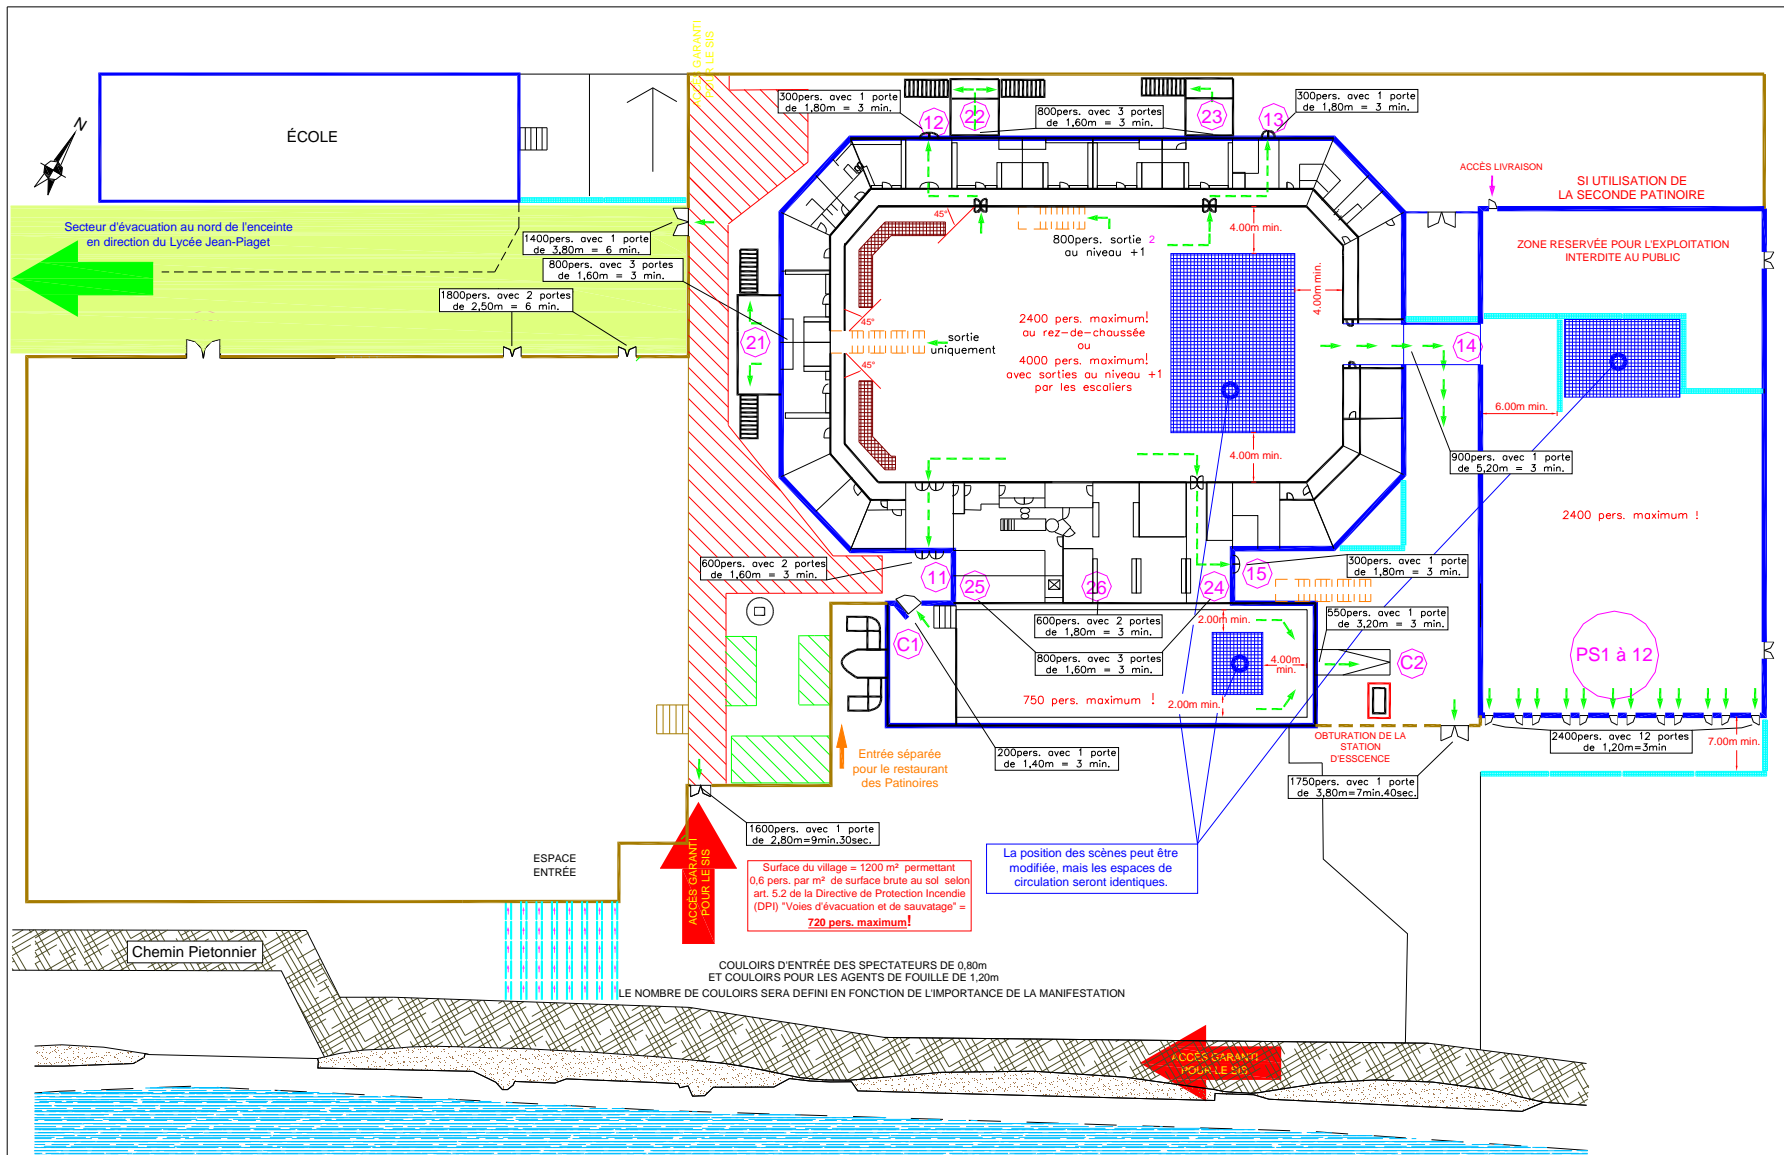 ACCÈS GARANTI
POUR LE SIS
300pers. avec 1 porte
de 1,80m = 3 min.
12
22
800pers. avec 3 portes
de 1,60m = 3 min.
23
300pers. avec 1 porte
de 1,80m = 3 min.
13
N
ÉCOLE
ACCÈS LIVRAISON
SI UTILISATION DE
LA SECONDE PATINOIRE
Secteur d'évacuation au nord de l'enceinte
en direction du Lycée Jean-Piaget
1400pers. avec 1 porte
de 3,80m = 6 min.
800pers. avec 3 portes
de 1,60m = 3 min.
1800pers. avec 2 portes
de 2,50m = 6 min.
45°
800pers. sortie 2
au niveau +1
4.00m min.
4.00m min.
ZONE RESERVÉE POUR L'EXPLOITATION
INTERDITE AU PUBLIC
21
45°
45°
sortie
uniquement
2400 pers. maximum!
au rez-de-chaussée
ou
4000 pers. maximum!
avec sorties au niveau +1
par les escaliers
14
6.00m min.
4.00m min.
900pers. avec 1 porte
de 5,20m = 3 min.
2400 pers. maximum !
600pers. avec 2 portes
de 1,60m = 3 min.
11
25
26
24
15
300pers. avec 1 porte
de 1,80m = 3 min.
C1
600pers. avec 2 portes
de 1,80m = 3 min.
2.00m min.
550pers. avec 1 porte
de 3,20m = 3 min.
800pers. avec 3 portes
de 1,60m = 3 min.
4.00m
min.
C2
PS1 à 12
750 pers. maximum !
2.00m min.
Entrée séparée
pour le restaurant
des Patinoires
200pers. avec 1 porte
de 1,40m = 3 min.
OBTURATION DE LA
STATION
D'ESSCENCE
2400pers. avec 12 portes
de 1,20m=3min
7.00m min.
1750pers. avec 1 porte
de 3,80m=7min.40sec.
1600pers. avec 1 porte
de 2,80m=9min.30sec.
ACCÈS GARANTI
POUR LE SIS
ESPACE
ENTRÉE
Surface du village = 1200 m² permettant
0,6 pers. par m² de surface brute au sol selon
art. 5.2 de la Directive de Protection Incendie
(DPI) "Voies d'évacuation et de sauvatage" =
720 pers. maximum!
La position des scènes peut être
modifiée, mais les espaces de
circulation seront identiques.
Chemin Pietonnier
COULOIRS D'ENTRÉE DES SPECTATEURS DE 0,80m
ET COULOIRS POUR LES AGENTS DE FOUILLE DE 1,20m
LE NOMBRE DE COULOIRS SERA DEFINI EN FONCTION DE L'IMPORTANCE DE LA MANIFESTATION
ACCÈS GARANTI
POUR LE SIS